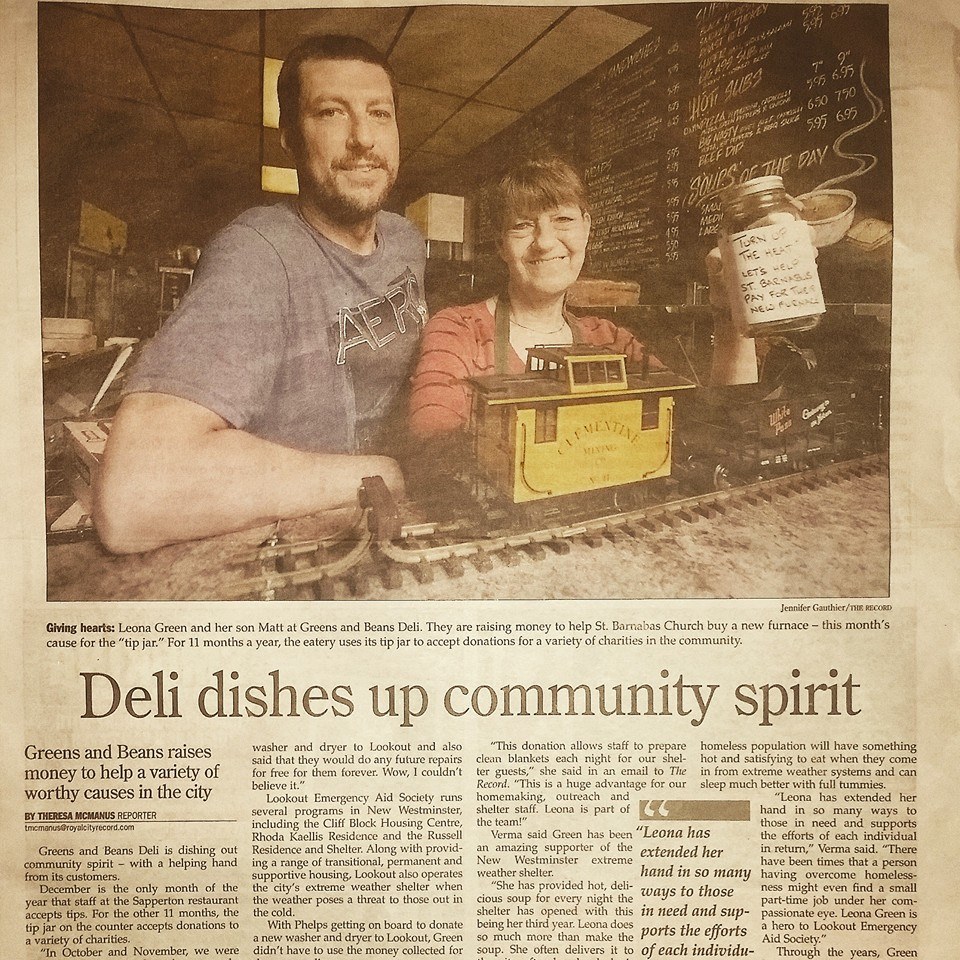 SANDWICHES
HOT! SUBS
7" 9"
5.95 6.95
6.50 7.50
5.95 6.95
BIG NASTY
BEEF DIP
SOUPS OF THE DAY
WRAPS
AERO
TURN UP
THE HEAT!
LET'S HELP
ST. BARNABUS
PAY FOR THEIR
NEW FURNACE
CLEMENTINE
MINING
White
Pass
Jennifer Gauthier/THE RECORD
Giving hearts: Leona Green and her son Matt at Greens and Beans Deli. They are raising money to help St. Barnabas Church buy a new furnace – this month's
cause for the "tip jar." For 11 months a year, the eatery uses its tip jar to accept donations for a variety of charities in the community.
Deli dishes up community spirit
Greens and Beans raises
money to help a variety of
worthy causes in the city
BY THERESA MCMANUS REPORTER
tmcmanus@royalcityrecord.com
Greens and Beans Deli is dishing out
community spirit – with a helping hand
from its customers.
December is the only month of the
year that staff at the Sapperton restaurant
accepts tips. For the other 11 months, the
tip jar on the counter accepts donations to
a variety of charities.
"In October and November, we were
washer and dryer to Lookout and also
said that they would do any future repairs
for free for them forever. Wow, I couldn't
believe it."
Lookout Emergency Aid Society runs
several programs in New Westminster,
including the Cliff Block Housing Centre,
Rhoda Kaellis Residence and the Russell
Residence and Shelter. Along with provid-
ing a range of transitional, permanent and
supportive housing, Lookout also operates
the city's extreme weather shelter when
the weather poses a threat to those out in
the cold.
With Phelps getting on board to donate
a new washer and dryer to Lookout, Green
didn't have to use the money collected for
"This donation allows staff to prepare
clean blankets each night for our shel-
ter guests," she said in an email to The
Record. "This is a huge advantage for our
homemaking, outreach and
shelter staff. Leona is part of
the team!"
Verma said Green has been
an amazing supporter of the
New Westminster extreme
weather shelter.
"She has provided hot, deli-
cious soup for every night the
shelter has opened with this
being her third year. Leona does
so much more than make the
soup. She often delivers it to
"Leona has
extended her
hand in so many
ways to those
in need and sup-
ports the efforts
of each individu-
homeless population will have something
hot and satisfying to eat when they come
in from extreme weather systems and can
sleep much better with full tummies.
"Leona has extended her
hand in so many ways to
those in need and supports
the efforts of each individual
in return," Verma said. "There
have been times that a person
having overcome homeless-
ness might even find a small
part-time job under her com-
passionate eye. Leona Green is
a hero to Lookout Emergency
Aid Society."
Through the years, Green